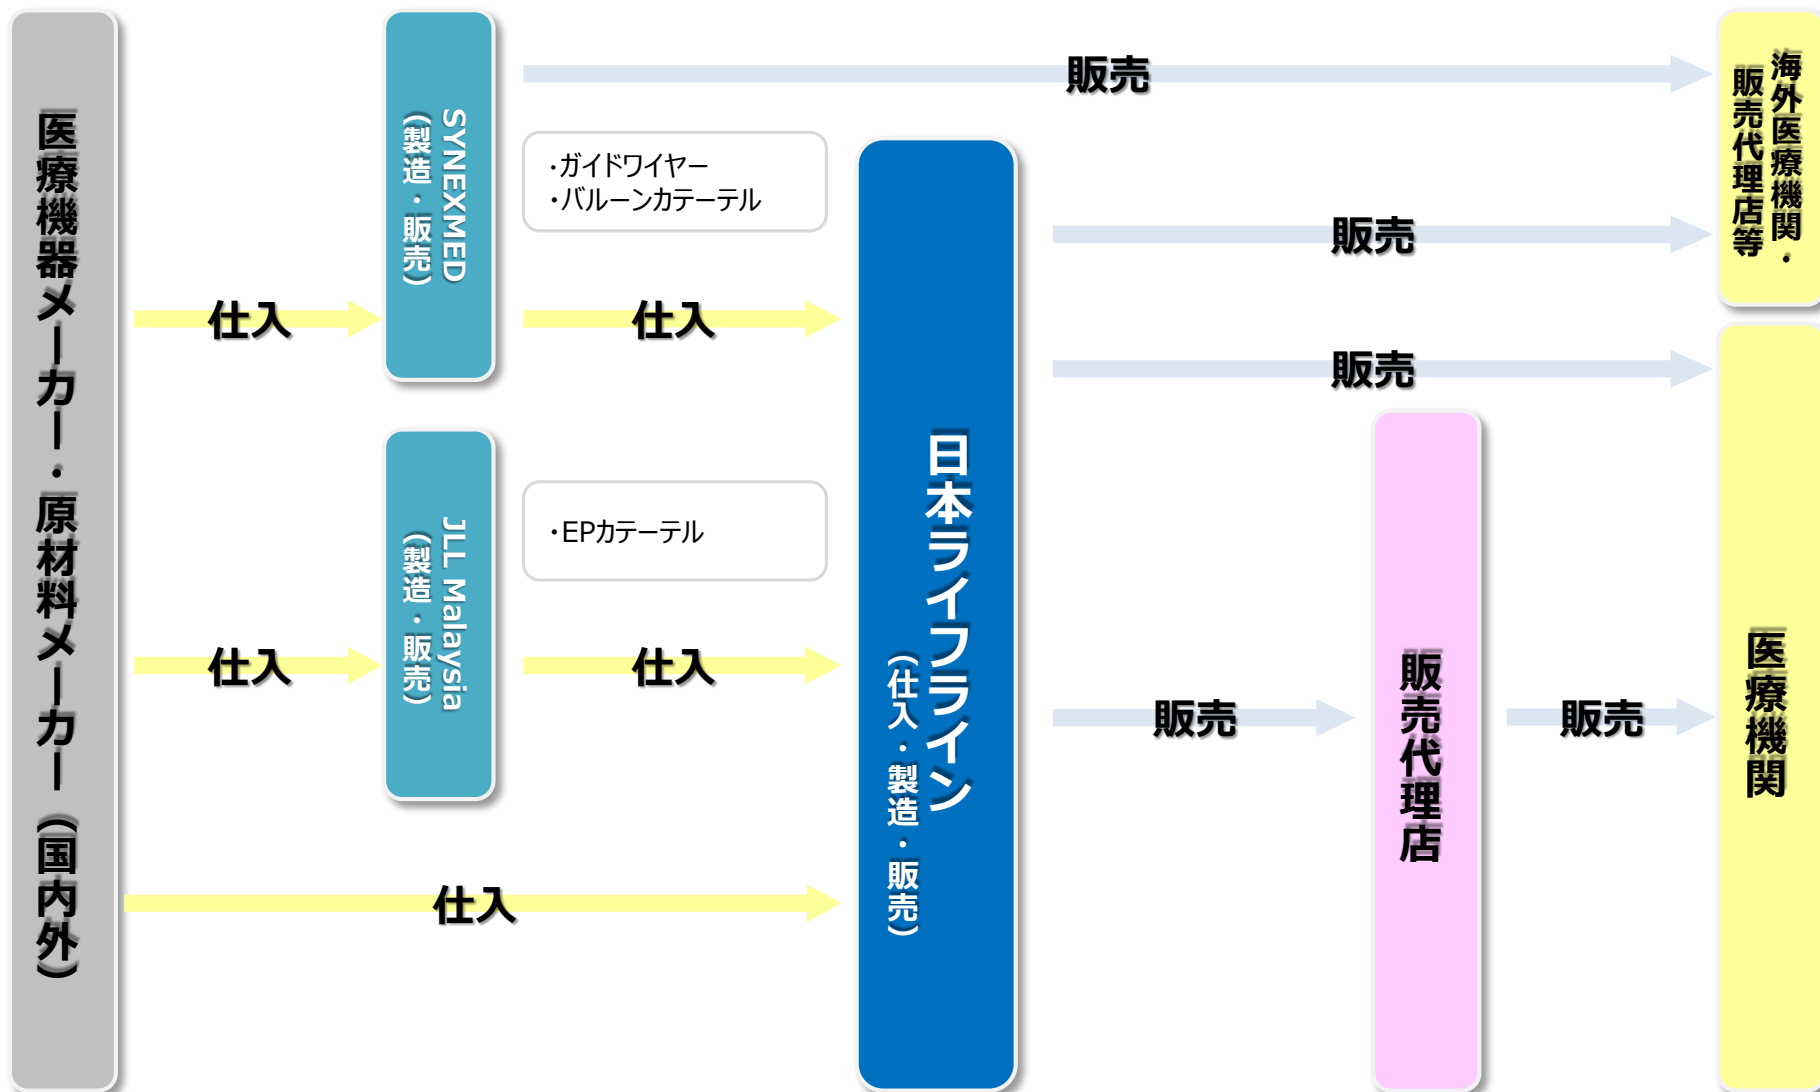 医療機器メーカー・原材料メーカー（国内外）
仕入
仕入
仕入
SYNEXMED
（製造・販売）
JLL Malaysia
（製造・販売）
・ガイドワイヤー
・バルーンカテーテル
仕入
・EPカテーテル
仕入
日本ライフライン
（仕入・製造・販売）
販売
販売
販売
販売
販売代理店
販売
海外医療機関・
販売代理店等
医療機関